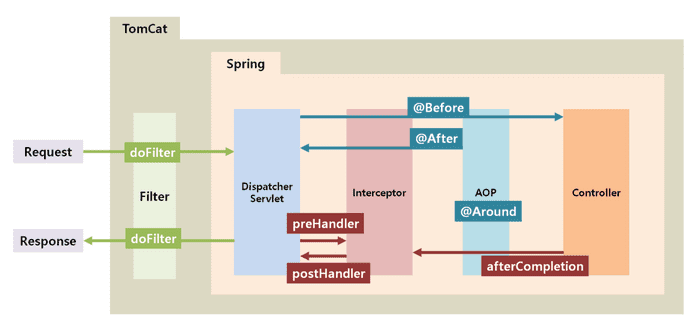 TomCat
Spring
@Before
@After
Request
doFilter
Filter
Dispatcher
Servlet
Interceptor
AOP
Controller
@Around
preHandler
Response
doFilter
postHandler
afterCompletion